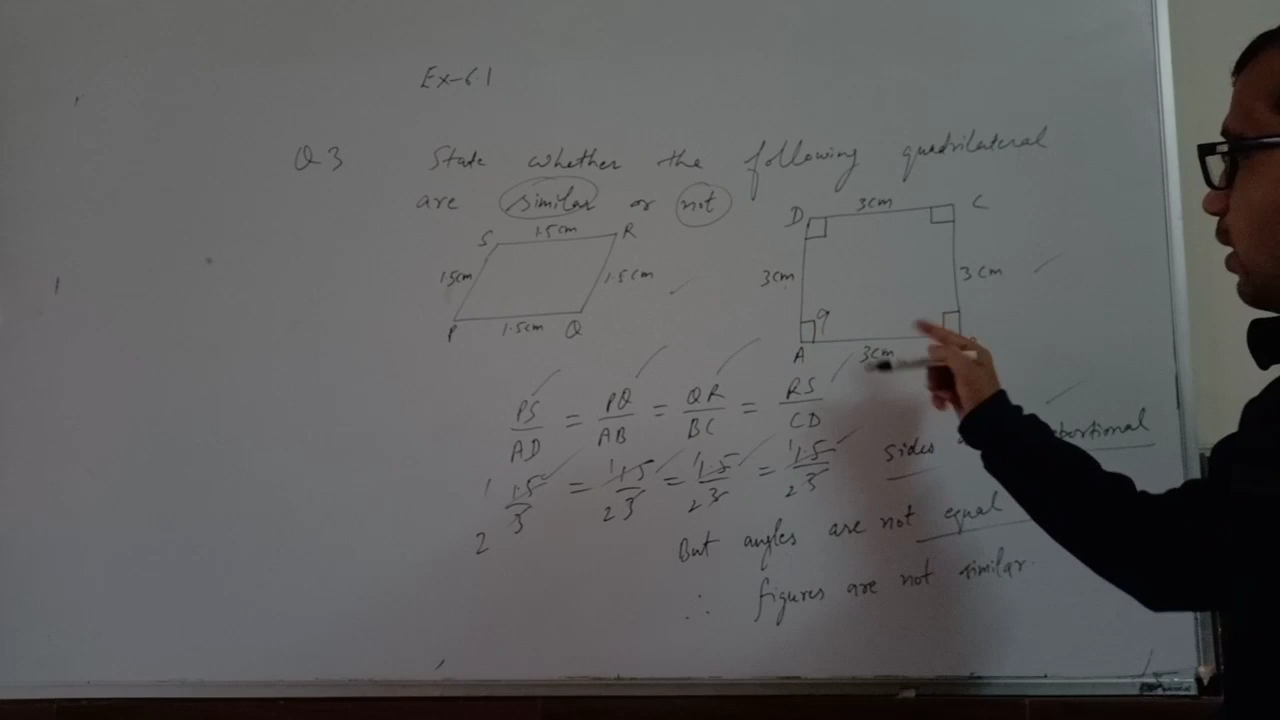 Ex-6.1
Q3 State whether the following quadrilateral
are similar or not
S 1.5cm R
1.5cm 1.5cm
P 1.5cm Q
D 3cm C
3cm 3cm
A 3cm
PS/AD = PQ/AB = QR/BC = RS/CD
1 1.5/3 2 = 1 1.5/3 2 = 1 1.5/3 2 = 1 1.5/3 2
sides
But angles are not equal
∴ figures are not similar.